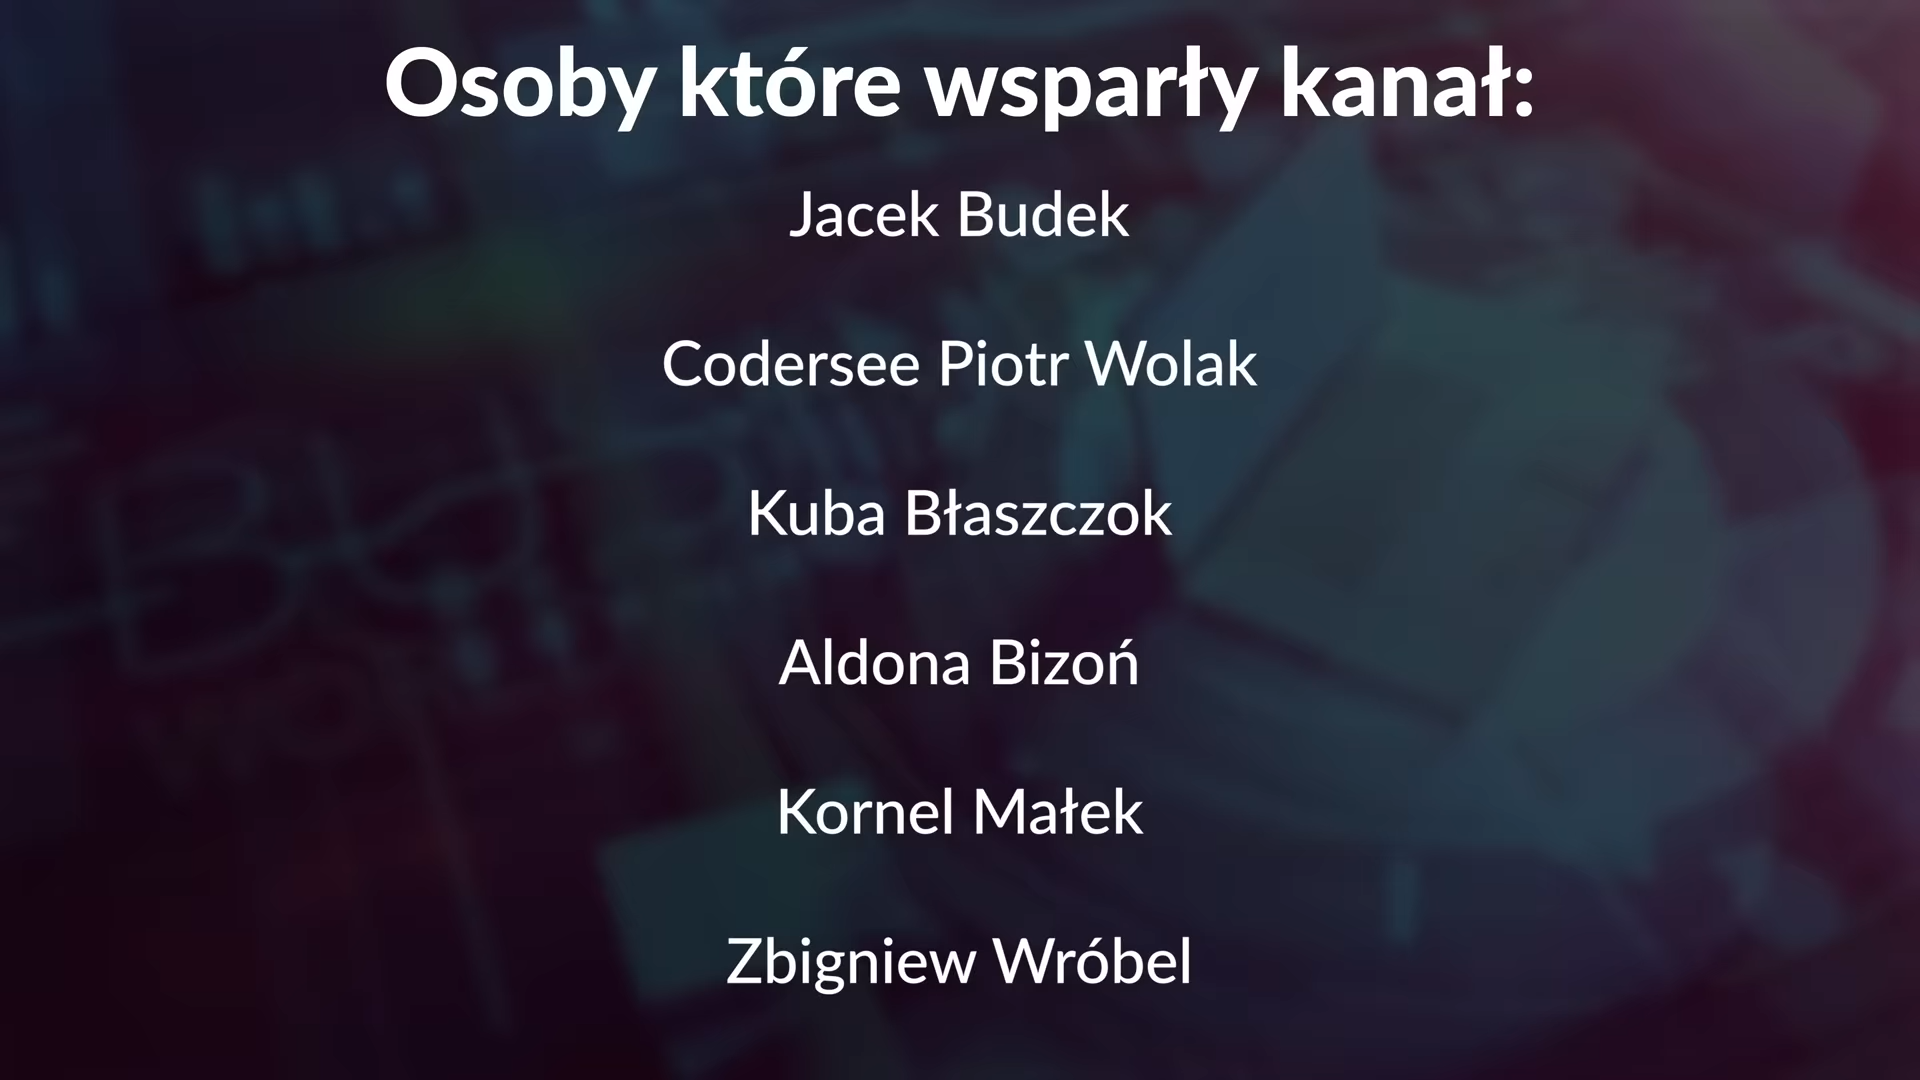 Osoby które wsparły kanał:
Jacek Budek
Codersee Piotr Wolak
Kuba Błaszczok
Aldona Bizoń
Kornel Małek
Zbigniew Wróbel